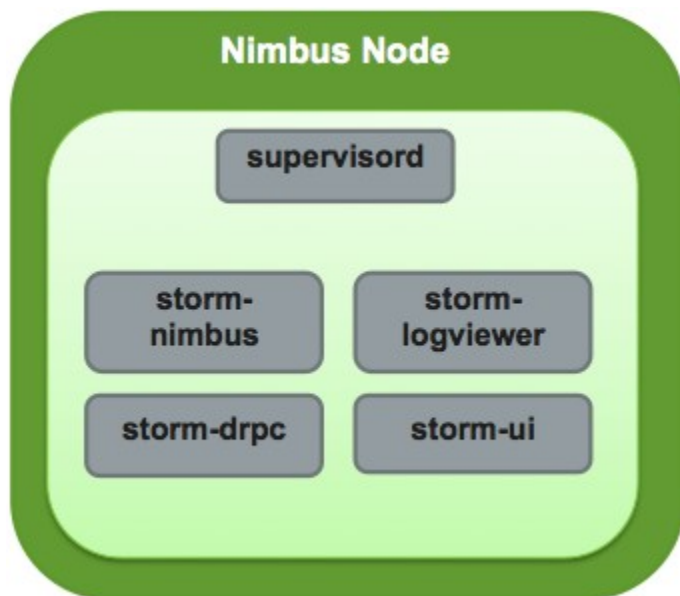 Nimbus Node
supervisord
storm-
nimbus
storm-
logviewer
storm-drpc
storm-ui